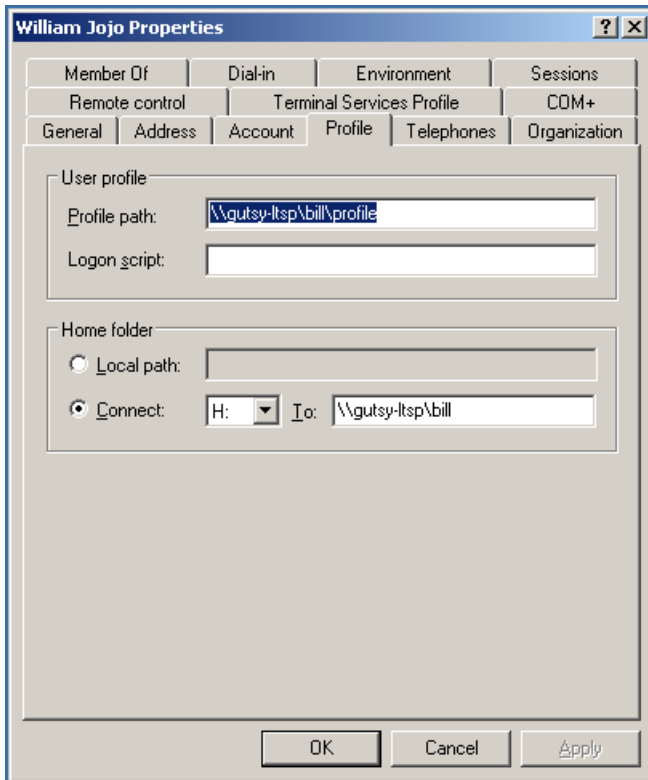 William Jojo Properties
Member Of Dial-in Environment Sessions
Remote control Terminal Services Profile COM+
General Address Account Profile Telephones Organization
User profile
Profile path: \\gutsy-ltsp\bill\profile
Logon script:
Home folder
Local path:
Connect: H: To: \\gutsy-ltsp\bill
OK Cancel Apply